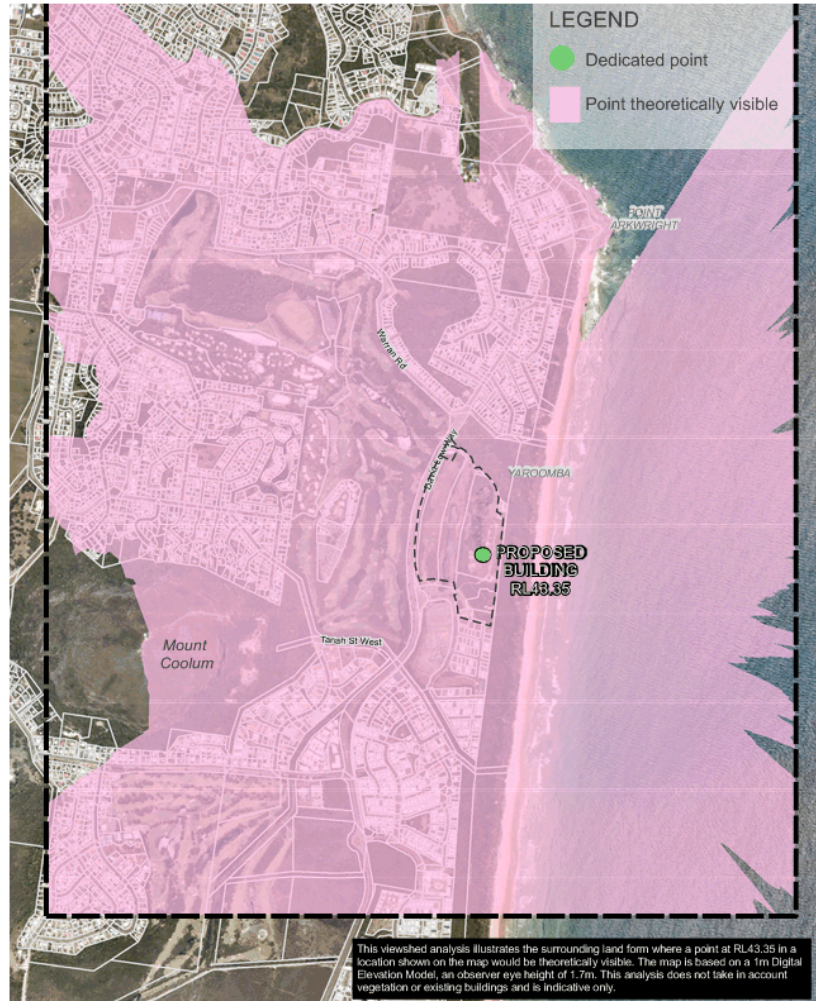 LEGEND
Dedicated point
Point theoretically visible
POINT
ARKWRIGHT
Warran Rd
David Low Way
YAROOMBA
PROPOSED
BUILDING
RL43.35
Tanah St West
Mount
Coolum
This viewshed analysis illustrates the surrounding land form where a point at RL43.35 in a
location shown on the map would be theoretically visible. The map is based on a 1m Digital
Elevation Model, an observer eye height of 1.7m. This analysis does not take in account
vegetation or existing buildings and is indicative only.